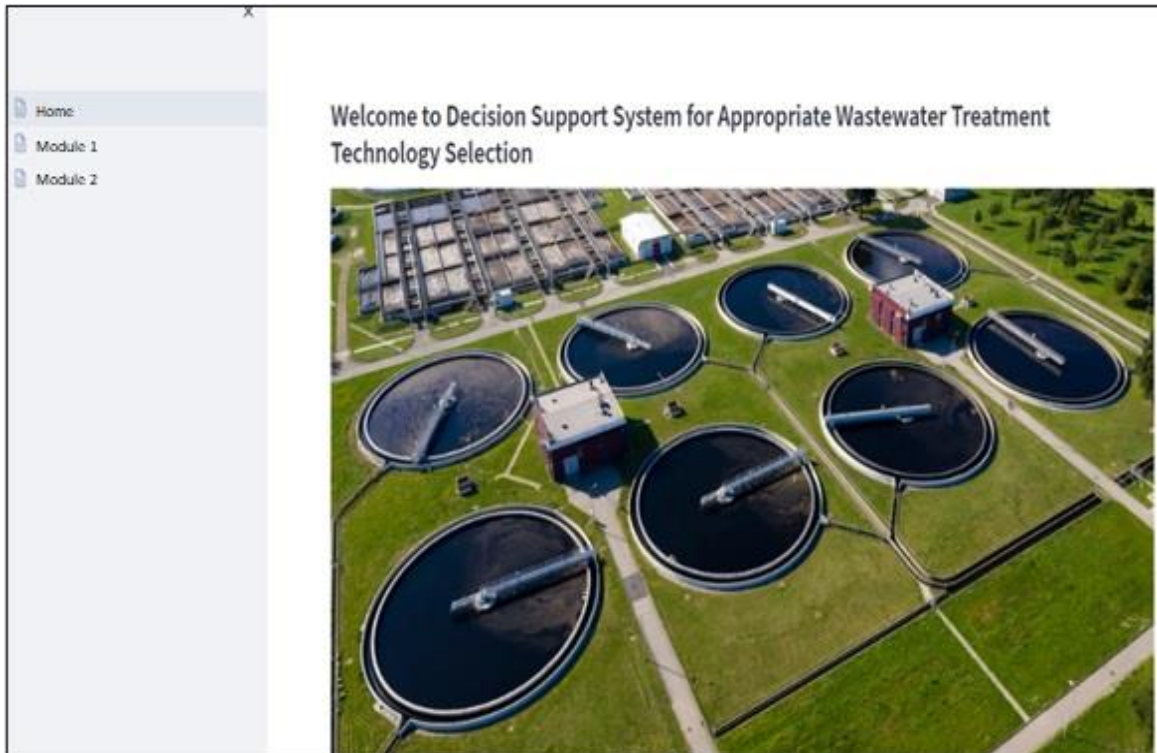 X
Home
Module 1
Module 2
Welcome to Decision Support System for Appropriate Wastewater Treatment
Technology Selection